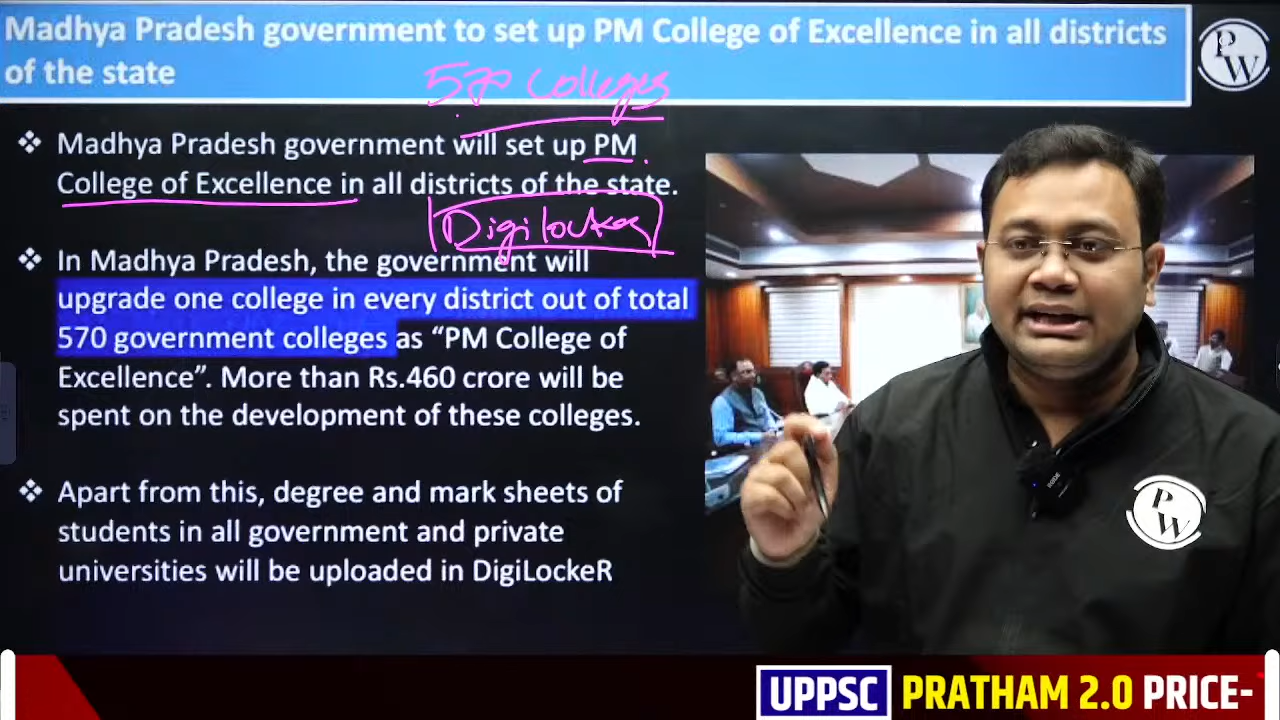 Madhya Pradesh government to set up PM College of Excellence in all districts
of the state
570 Colleges
❖ Madhya Pradesh government will set up PM
College of Excellence in all districts of the state.
Digilocker
❖ In Madhya Pradesh, the government will
upgrade one college in every district out of total
570 government colleges as “PM College of
Excellence”. More than Rs.460 crore will be
spent on the development of these colleges.
❖ Apart from this, degree and mark sheets of
students in all government and private
universities will be uploaded in DigiLockeR
PW
PW
UPPSC PRATHAM 2.0 PRICE-